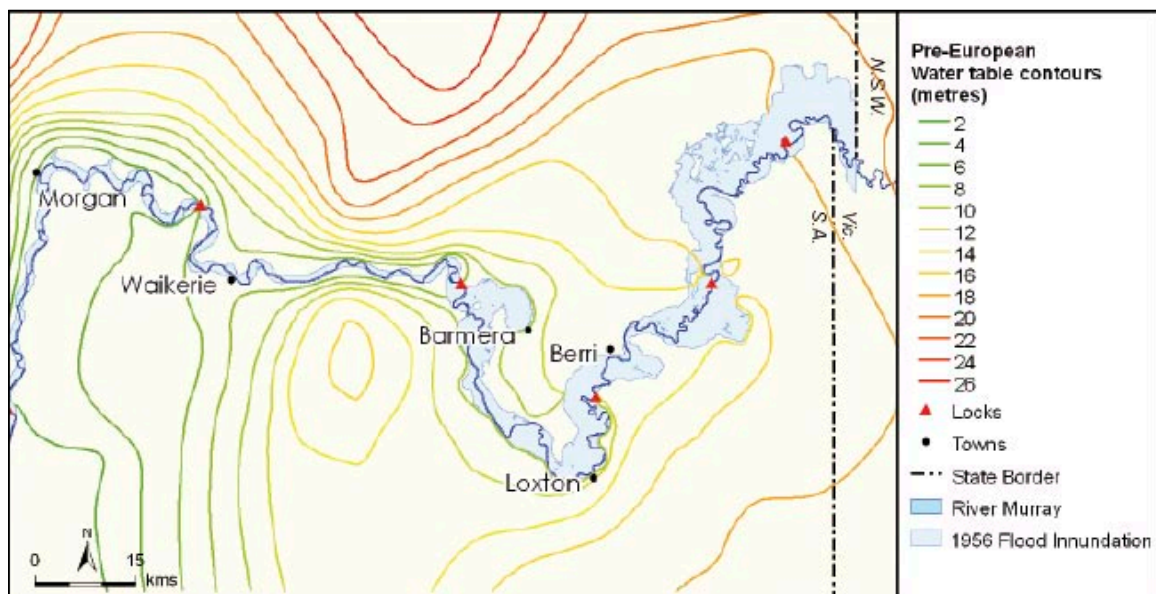 Morgan
Waikerie
Barmera
Berri
Loxton
N.S.W.
S.A.
Vic.
N
0 15
kms
Pre-European
Water table contours
(metres)
2
4
6
8
10
12
14
16
18
20
22
24
26
Locks
Towns
State Border
River Murray
1956 Flood Innundation